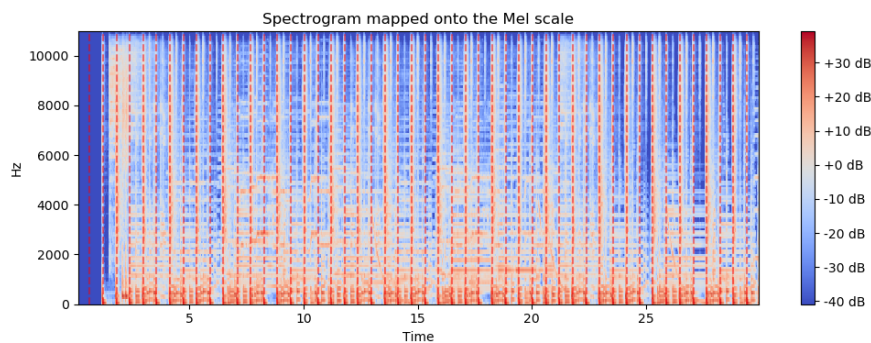 Spectrogram mapped onto the Mel scale
10000
8000
6000
4000
2000
0
Hz
5
10
15
20
25
Time
+30 dB
+20 dB
+10 dB
+0 dB
-10 dB
-20 dB
-30 dB
-40 dB